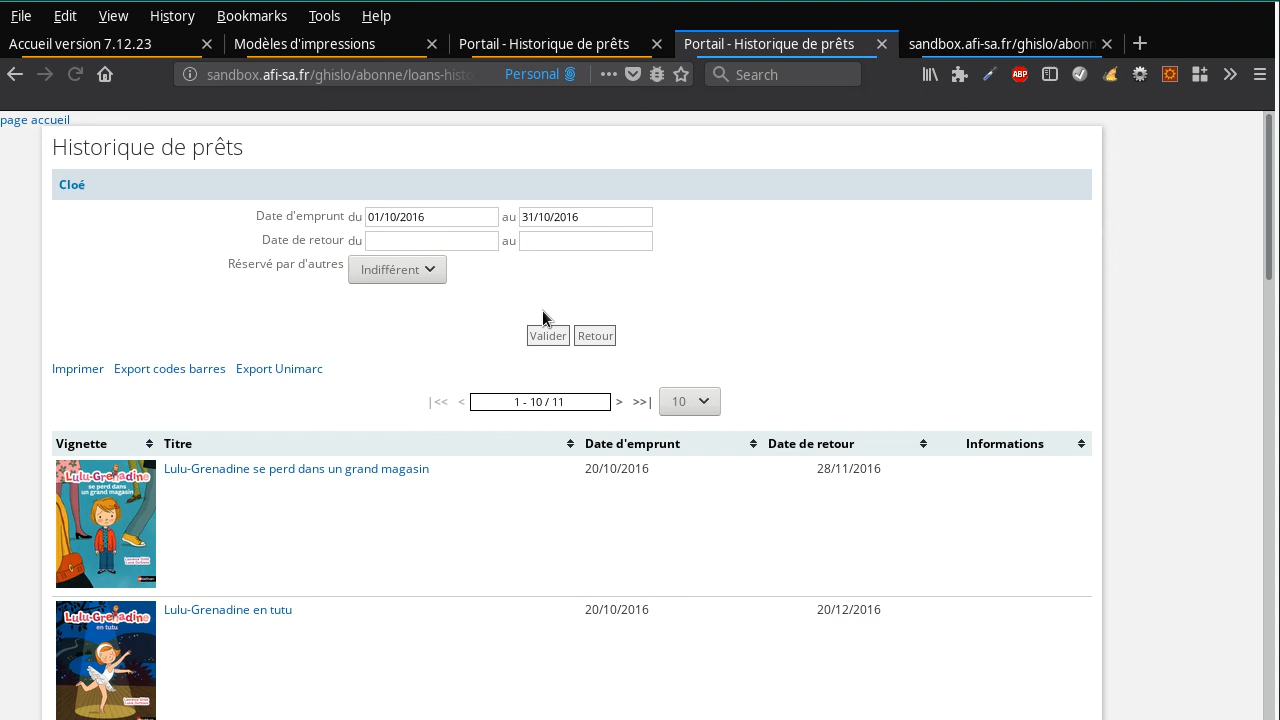 File Edit View History Bookmarks Tools Help
Accueil version 7.12.23 Modèles d'impressions Portail - Historique de prêts Portail - Historique de prêts sandbox.afi-sa.fr/ghislo/abonn
sandbox.afi-sa.fr/ghislo/abonne/loans-histo Personal Search ABP
page accueil
Historique de prêts
Cloé
Date d'emprunt du 01/10/2016 au 31/10/2016
Date de retour du au
Réservé par d'autres Indifférent
Valider Retour
Imprimer Export codes barres Export Unimarc
|<< < 1 - 10 / 11 > >>| 10
Vignette Titre Date d'emprunt Date de retour Informations
Lulu-Grenadine se perd dans un grand magasin 20/10/2016 28/11/2016
Lulu-Grenadine
se perd dans
un grand magasin
Lulu-Grenadine en tutu 20/10/2016 20/12/2016
Lulu-Grenadine
en tutu